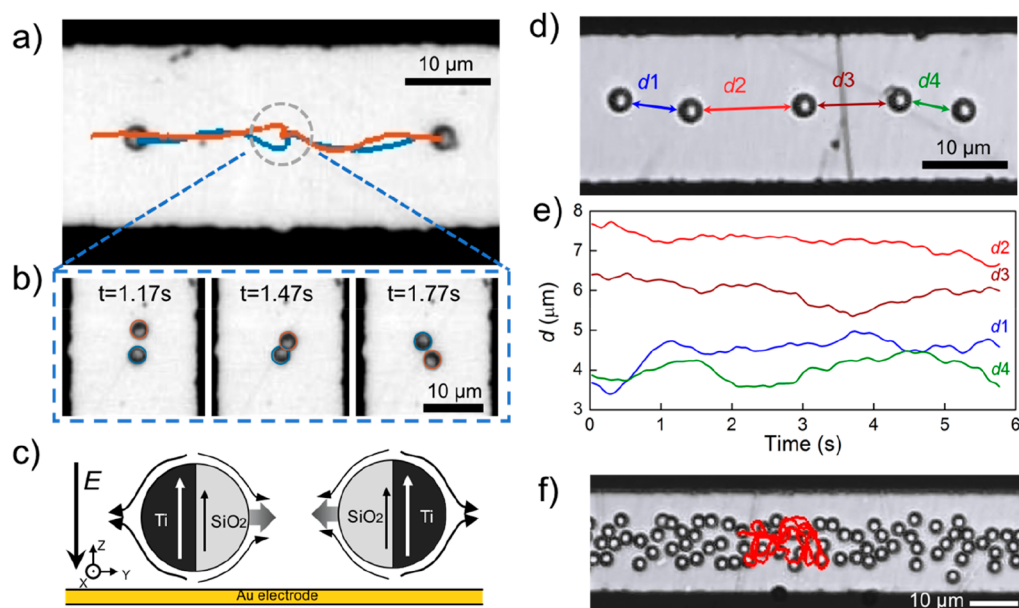 a)
10 µm
b)
t=1.17s
t=1.47s
t=1.77s
10 µm
c)
E
Z
Y
X
Ti
SiO2
SiO2
Ti
Au electrode
d)
d1
d2
d3
d4
10 µm
e)
8
7
6
5
4
3
d (µm)
d2
d3
d1
d4
0 1 2 3 4 5 6
Time (s)
f)
10 µm